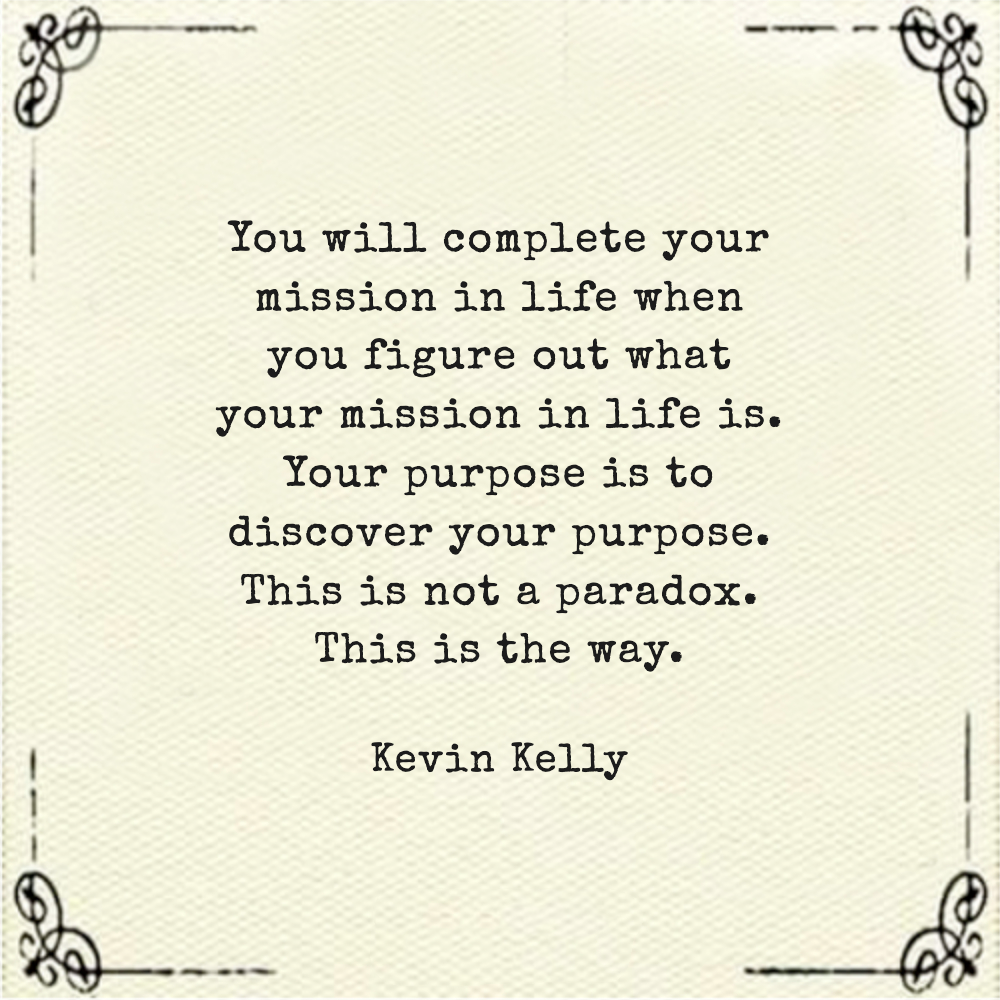 You will complete your
mission in life when
you figure out what
your mission in life is.
Your purpose is to
discover your purpose.
This is not a paradox.
This is the way.
Kevin Kelly